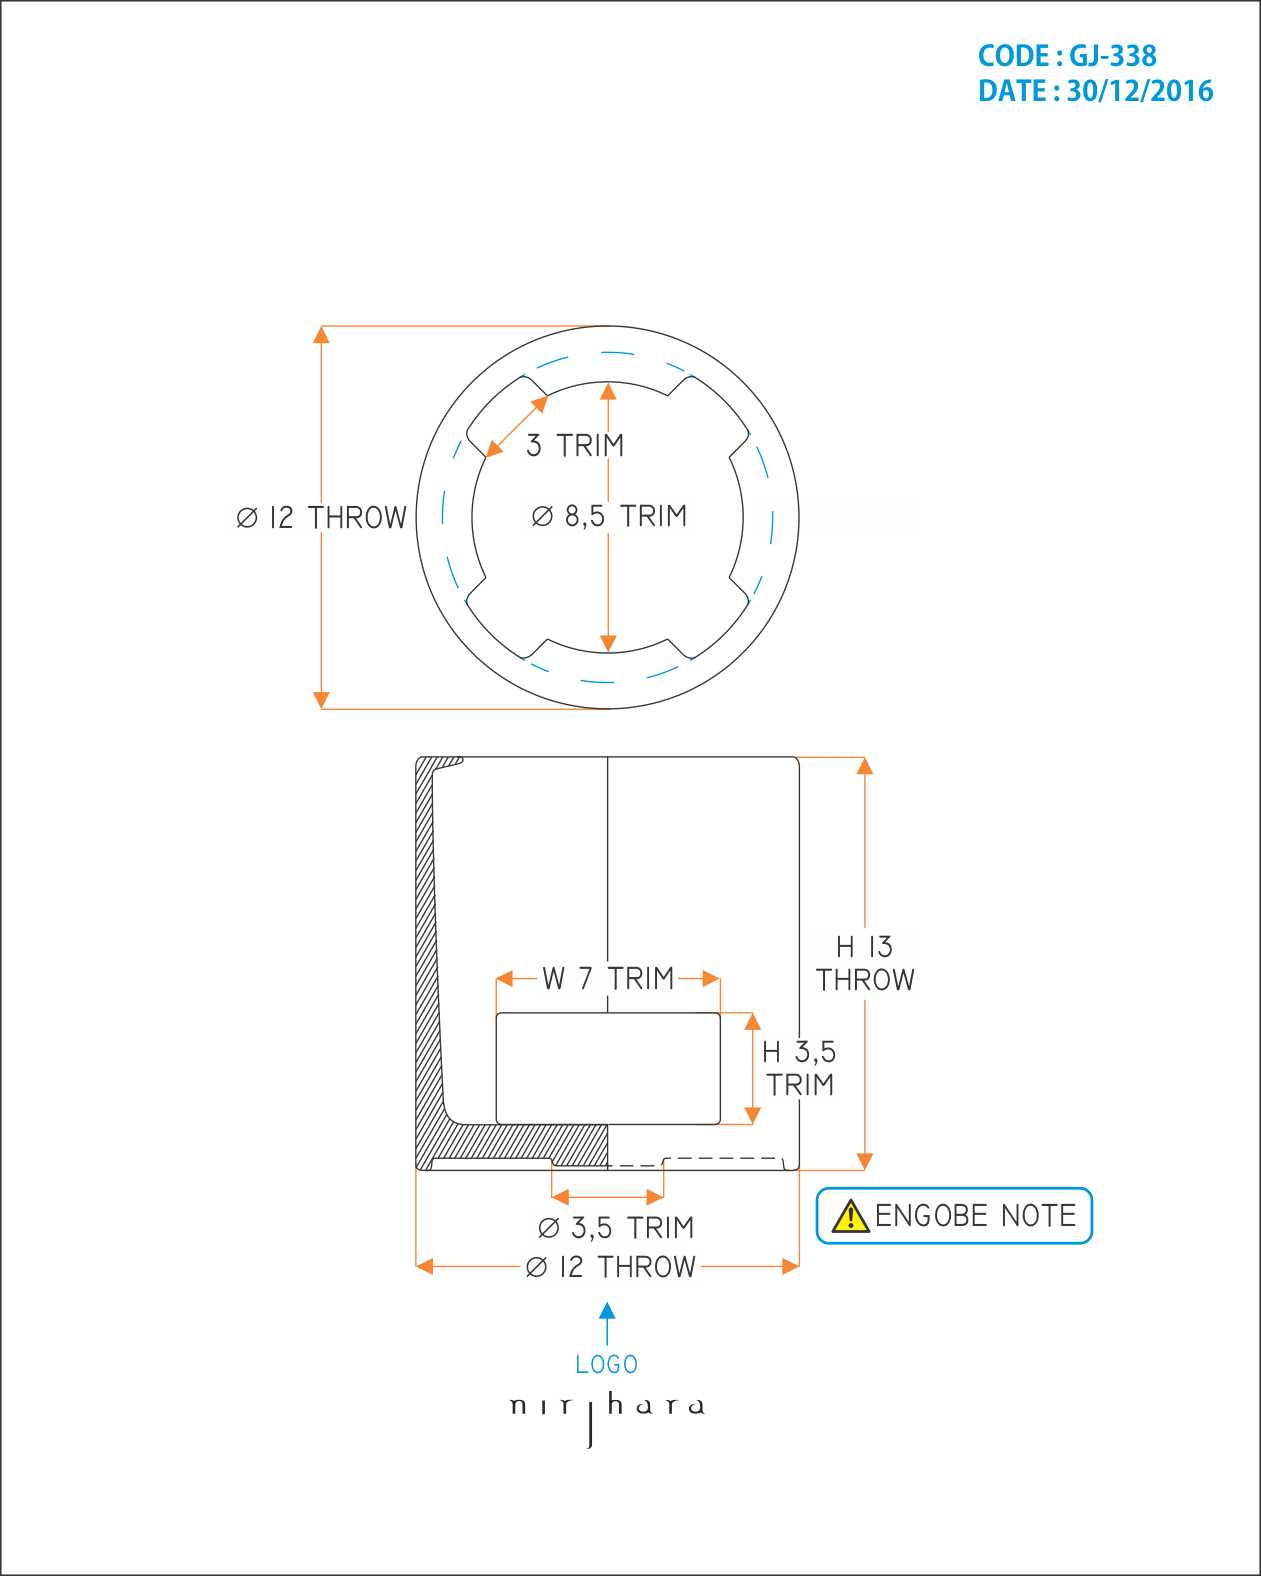 CODE : GJ-338
DATE : 30/12/2016
3 TRIM
Ø 12 THROW
Ø 8,5 TRIM
H 13
THROW
W 7 TRIM
H 3,5
TRIM
ENGOBE NOTE
Ø 3,5 TRIM
Ø 12 THROW
LOGO
nirjhara